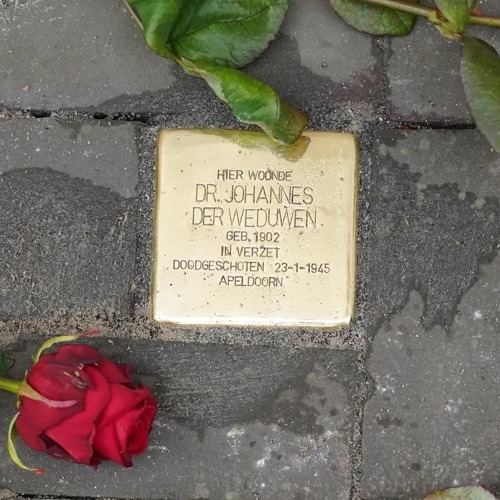 HIER WOONDE
DR. JOHANNES
DER WEDUWEN
GEB. 1902
IN VERZET
DOODGESCHOTEN 23-1-1945
APELDOORN